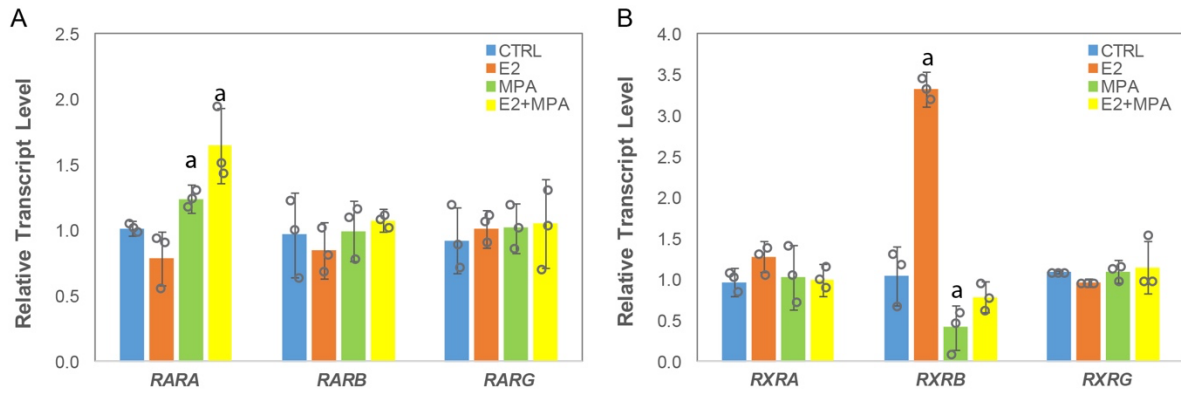 A
Relative Transcript Level
2.5
2.0
1.5
1.0
0.5
0.0
CTRL
E2
MPA
E2+MPA
a
a
RARA
RARB
RARG
B
Relative Transcript Level
4.0
3.5
3.0
2.5
2.0
1.5
1.0
0.5
0.0
CTRL
E2
MPA
E2+MPA
a
a
RXRA
RXRB
RXRG